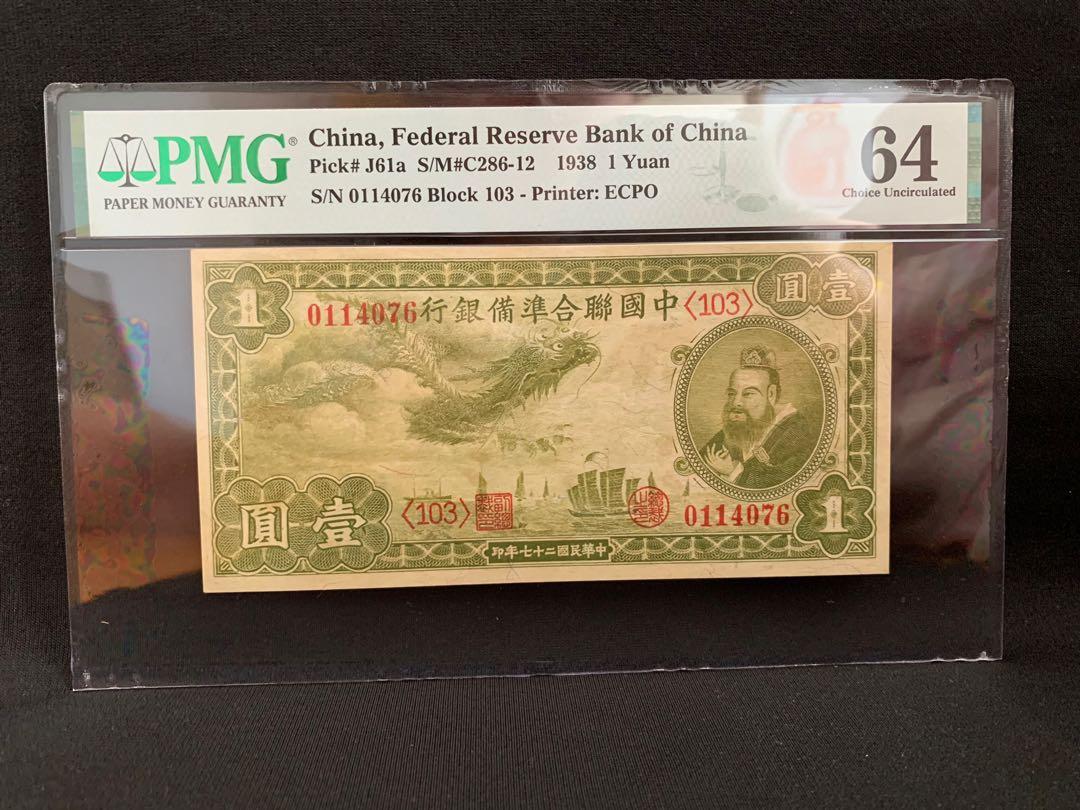 PMG®
PAPER MONEY GUARANTY
China, Federal Reserve Bank of China
Pick# J61a S/M#C286-12 1938 1 Yuan
S/N 0114076 Block 103 - Printer: ECPO
64
Choice Uncirculated
1
圓壹
0114076
行銀備準合聯國中
〈103〉
圓壹
〈103〉
0114076
1
印年七十二國民華中